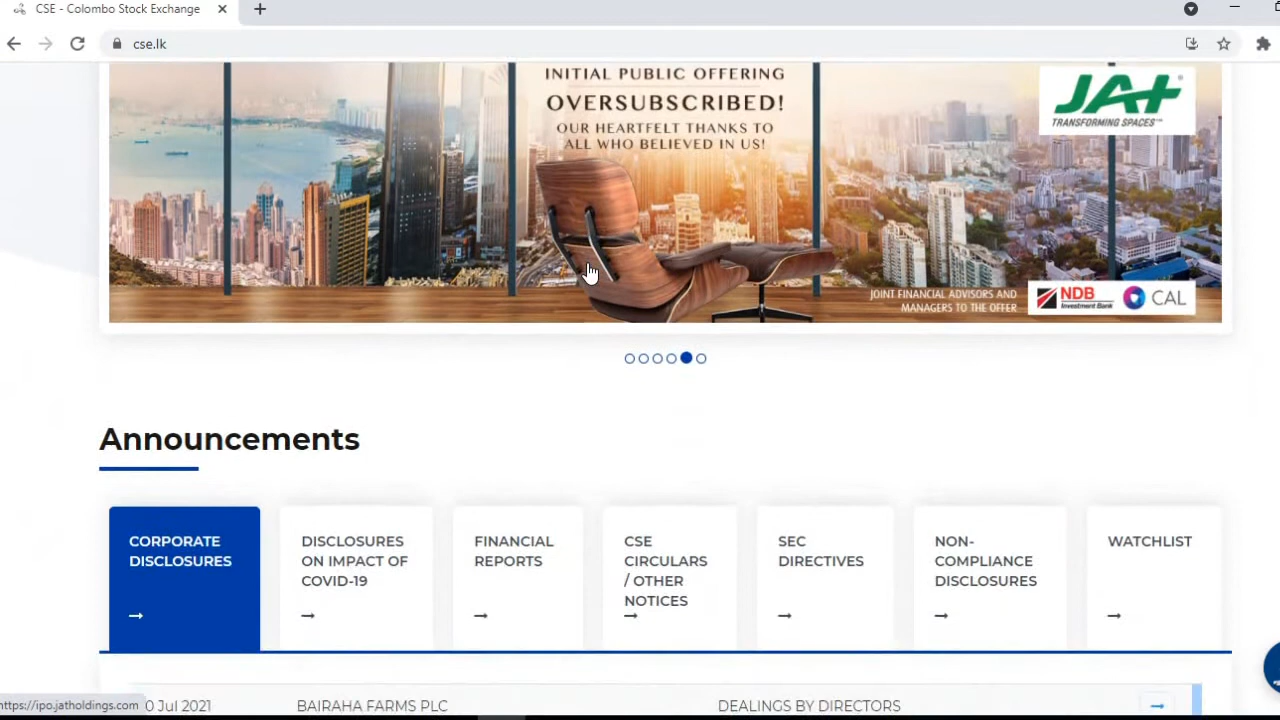 CSE - Colombo Stock Exchange
cse.lk
INITIAL PUBLIC OFFERING
OVERSUBSCRIBED!
OUR HEARTFELT THANKS TO
ALL WHO BELIEVED IN US!
JAT
TRANSFORMING SPACES
JOINT FINANCIAL ADVISORS AND
MANAGERS TO THE OFFER
NDB
Investment Bank
CAL
Announcements
CORPORATE
DISCLOSURES
DISCLOSURES
ON IMPACT OF
COVID-19
FINANCIAL
REPORTS
CSE
CIRCULARS
/ OTHER
NOTICES
SEC
DIRECTIVES
NON-
COMPLIANCE
DISCLOSURES
WATCHLIST
https://ipo.jatholdings.com
0 Jul 2021 BAIRAHA FARMS PLC DEALINGS BY DIRECTORS